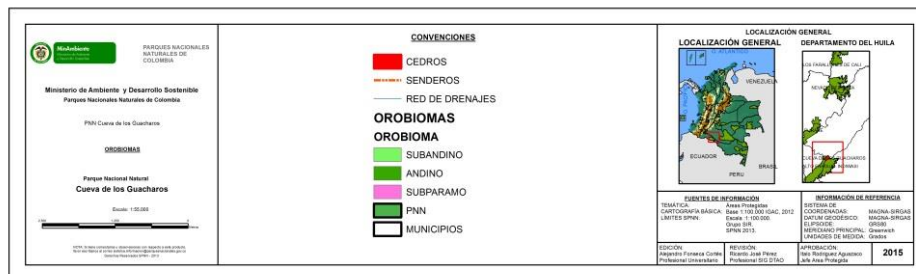 MinAmbiente
PARQUES NACIONALES
NATURALES DE
COLOMBIA
Ministerio de Ambiente y Desarrollo Sostenible
Parques Nacionales Naturales de Colombia
PNN Cueva de los Guacharos
OROBIOMAS
Parque Nacional Natural
Cueva de los Guacharos
Escala: 1:50.000
CONVENCIONES
CEDROS
SENDEROS
RED DE DRENAJES
OROBIOMAS
OROBIOMA
SUBANDINO
ANDINO
SUBPARAMO
PNN
MUNICIPIOS
LOCALIZACIÓN GENERAL
LOCALIZACIÓN GENERAL
DEPARTAMENTO DEL HUILA
VENEZUELA
ECUADOR
BRASIL
PERU
FUENTES DE INFORMACIÓN
TEMÁTICA: Áreas Protegidas
CARTOGRAFÍA BÁSICA: Base 1:100.000 IGAC, 2012
Escala: 1:100.000.
LÍMITES SPNN: Grupo SIR.
SPNN 2013.
INFORMACIÓN DE REFERENCIA
SISTEMA DE
COORDENADAS: MAGNA-SIRGAS
DATUM GEODÉSICO: MAGNA-SIRGAS
ELIPSOIDE: GRS80
MERIDIANO PRINCIPAL: Greenwich
UNIDADES DE MEDIDA: Grados
EDICIÓN:
Alejandro Fonseca Cortés
Profesional Universitario
REVISIÓN:
Ricardo José Pérez
Profesional SIG DTAO
APROBACIÓN:
Italo Rodríguez
Jefe Area Protegida
2015